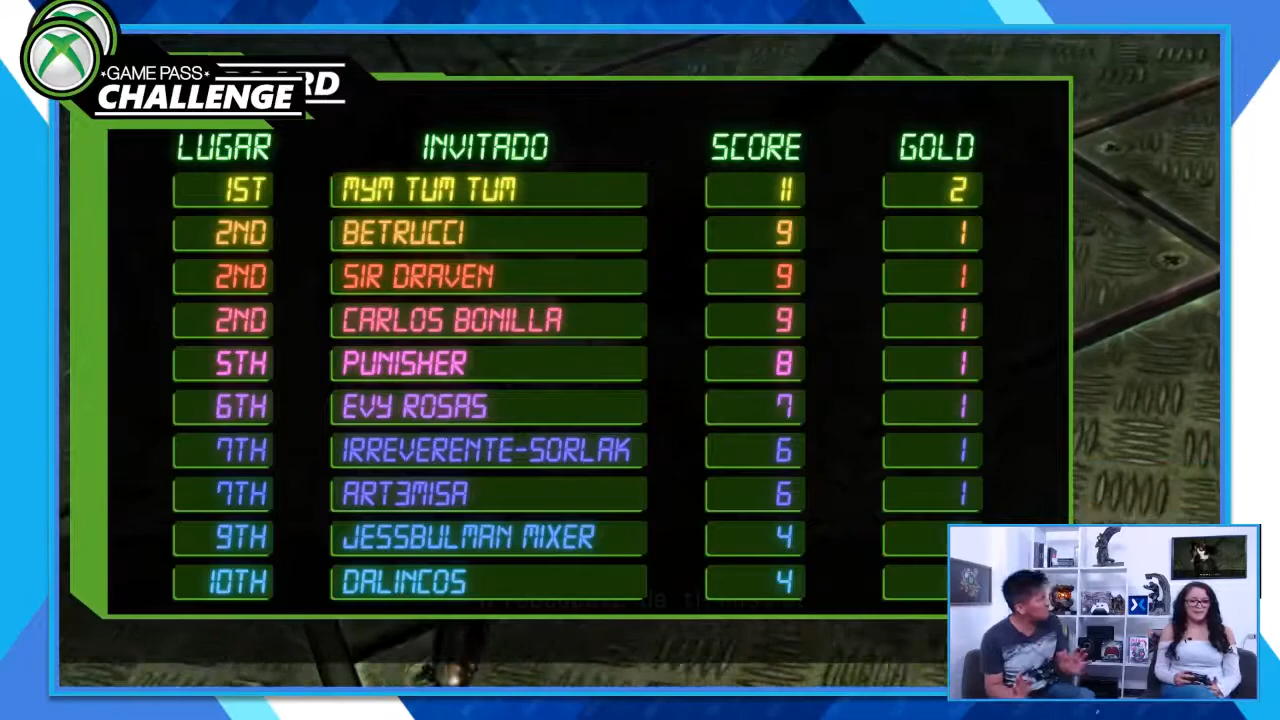 GAME PASS
CHALLENGE
LUGAR INVITADO SCORE GOLD
1ST MYM TUM TUM 11 2
2ND BETRUCCI 9 1
2ND SIR DRAVEN 9 1
2ND CARLOS BONILLA 9 1
5TH PUNISHER 8 1
6TH EVY ROSAS 7 1
7TH IRREVERENTE-SORLAK 6 1
7TH ART3MISA 6 1
9TH JESSBULMAN MIXER 4
10TH DALINCOS 4